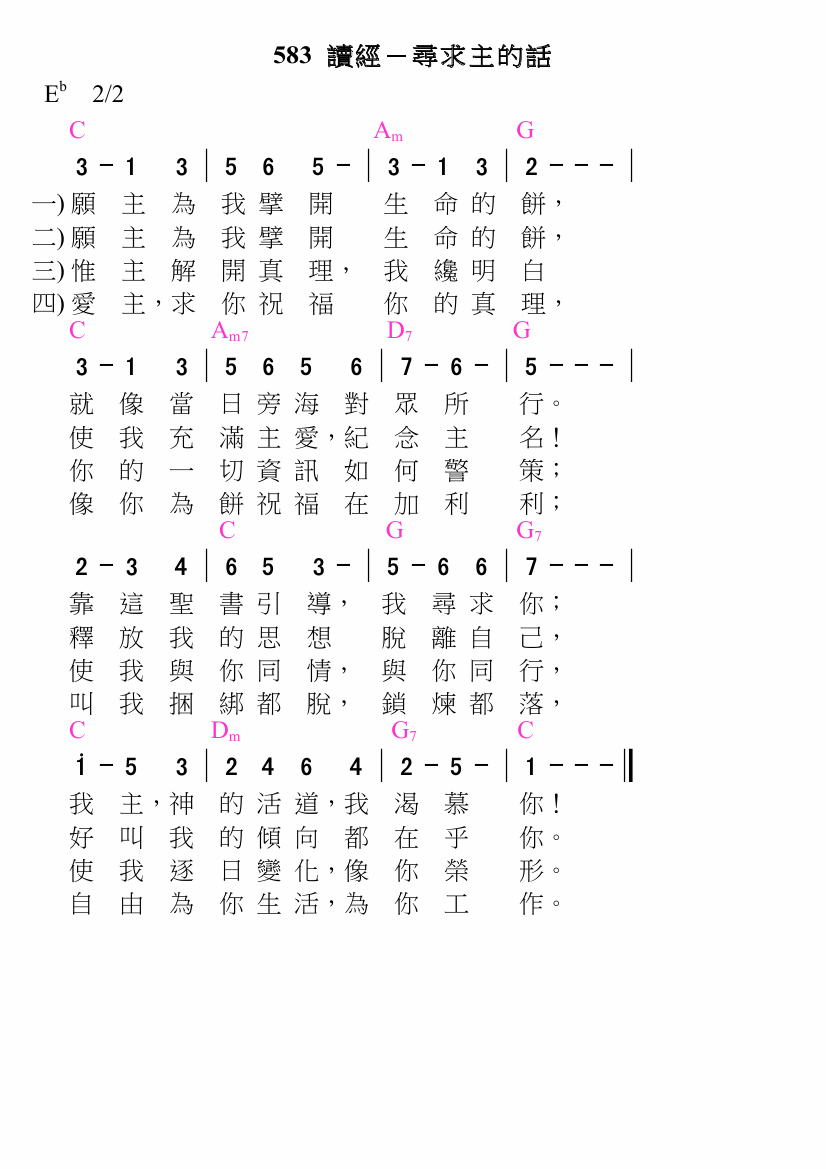 583 讀經－尋求主的話
Eb 2/2
C Am G
3 - 1 3 | 5 6 5 - | 3 - 1 3 | 2 - - - |
一) 願主為我擘開生命的餅，
二) 願主為我擘開生命的餅，
三) 惟主解開真理，我纔明白
四) 愛主，求你祝福你的真理，
C Am7 D7 G
3 - 1 3 | 5 6 5 6 | 7 - 6 - | 5 - - - |
就像當日旁海對眾所行。
使我充滿主愛，紀念主名！
你的一切資訊如何警策；
像你為餅祝福在加利利；
C G G7
2 - 3 4 | 6 5 3 - | 5 - 6 6 | 7 - - - |
靠這聖書引導，我尋求你；
釋放我的思想脫離自己，
使我與你同情，與你同行，
叫我捆綁都脫，鎖煉都落，
C Dm G7 C
i - 5 3 | 2 4 6 4 | 2 - 5 - | 1 - - - ‖
我主，神的活道，我渴慕你！
好叫我的傾向都在乎你。
使我逐日變化，像你榮形。
自由為你生活，為你工作。